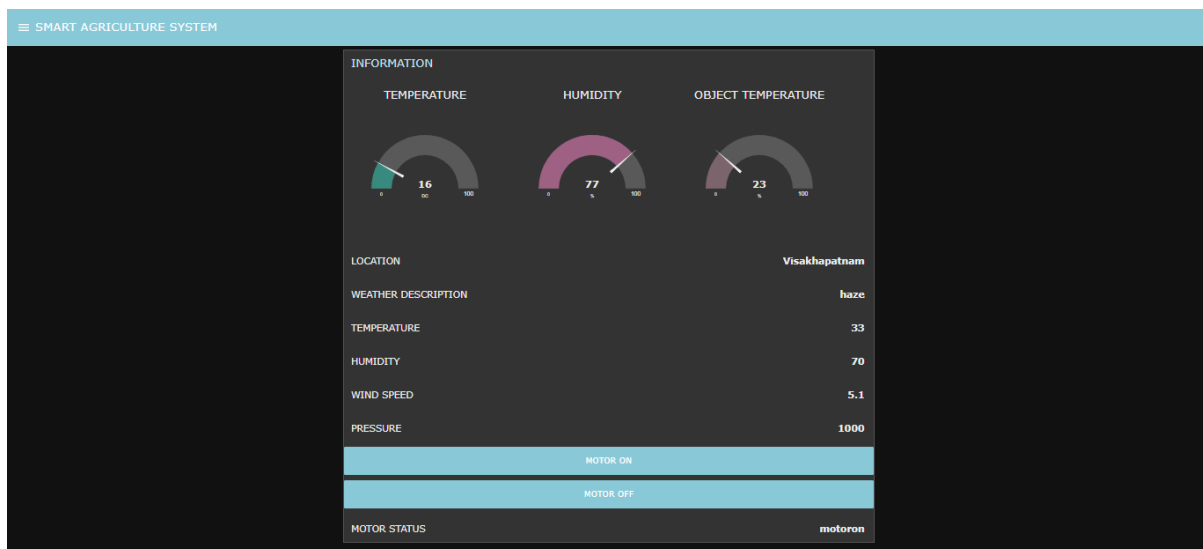 ≡ SMART AGRICULTURE SYSTEM
INFORMATION
TEMPERATURE HUMIDITY OBJECT TEMPERATURE
16 77 23
0 OC 100 0 % 100 0 % 100
LOCATION Visakhapatnam
WEATHER DESCRIPTION haze
TEMPERATURE 33
HUMIDITY 70
WIND SPEED 5.1
PRESSURE 1000
MOTOR ON
MOTOR OFF
MOTOR STATUS motoron